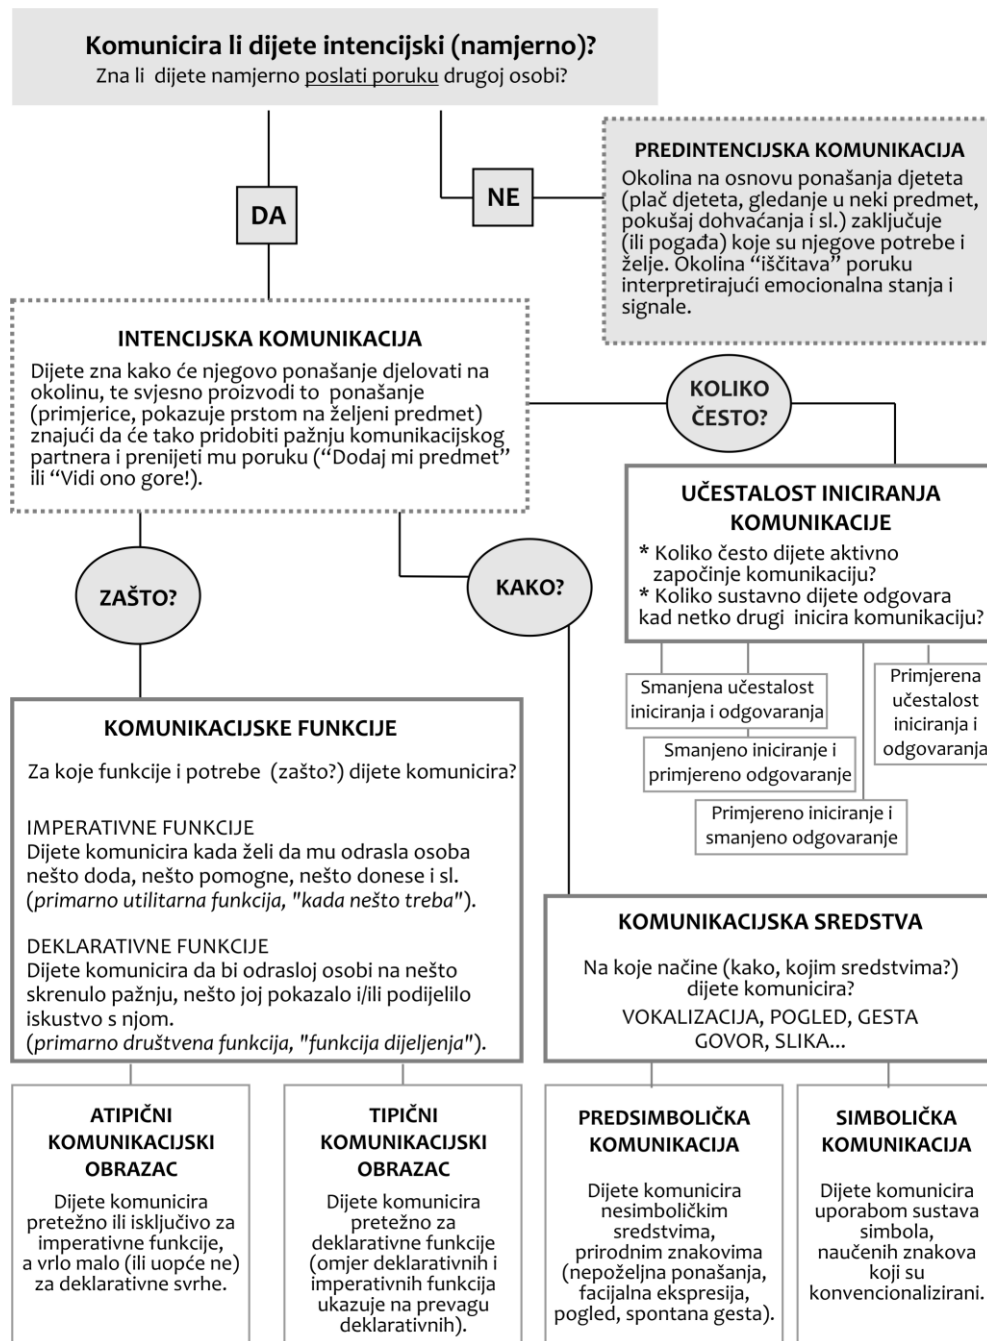 Komunicira li dijete intencijski (namjerno)?
Zna li dijete namjerno poslati poruku drugoj osobi?
DA
NE
PREDINTENCIJSKA KOMUNIKACIJA
Okolina na osnovu ponašanja djeteta
(plač djeteta, gledanje u neki predmet,
pokušaj dohvaćanja i sl.) zaključuje
(ili pogađa) koje su njegove potrebe i
želje. Okolina “iščitava” poruku
interpretirajući emocionalna stanja i
signale.
INTENCIJSKA KOMUNIKACIJA
Dijete zna kako će njegovo ponašanje djelovati na
okolinu, te svjesno proizvodi to ponašanje
(primjerice, pokazuje prstom na željeni predmet)
znajući da će tako pridobiti pažnju komunikacijskog
partnera i prenijeti mu poruku (“Dodaj mi predmet”
ili “Vidi ono gore!).
KOLIKO
ČESTO?
UČESTALOST INICIRANJA
KOMUNIKACIJE
* Koliko često dijete aktivno
započinje komunikaciju?
* Koliko sustavno dijete odgovara
kad netko drugi inicira komunikaciju?
Smanjena učestalost
iniciranja i odgovaranja
Smanjeno iniciranje i
primjereno odgovaranje
Primjereno iniciranje i
smanjeno odgovaranje
Primjerena
učestalost
iniciranja i
odgovaranja
ZAŠTO?
KAKO?
KOMUNIKACIJSKE FUNKCIJE
Za koje funkcije i potrebe (zašto?) dijete komunicira?
IMPERATIVNE FUNKCIJE
Dijete komunicira kada želi da mu odrasla osoba
nešto doda, nešto pomogne, nešto donese i sl.
(primarno utilitarna funkcija, "kada nešto treba").
DEKLARATIVNE FUNKCIJE
Dijete komunicira da bi odrasloj osobi na nešto
skrenulo pažnju, nešto joj pokazalo i/ili podijelilo
iskustvo s njom.
(primarno društvena funkcija, "funkcija dijeljenja").
KOMUNIKACIJSKA SREDSTVA
Na koje načine (kako, kojim sredstvima?)
dijete komunicira?
VOKALIZACIJA, POGLED, GESTA
GOVOR, SLIKA...
ATIPIČNI
KOMUNIKACIJSKI
OBRAZAC
Dijete komunicira
pretežno ili isključivo za
imperativne funkcije,
a vrlo malo (ili uopće ne)
za deklarativne svrhe.
TIPIČNI
KOMUNIKACIJSKI
OBRAZAC
Dijete komunicira
pretežno za
deklarativne funkcije
(omjer deklarativnih i
imperativnih funkcija
ukazuje na prevagu
deklarativnih).
PREDSIMBOLIČKA
KOMUNIKACIJA
Dijete komunicira
nesimboličkim
sredstvima,
prirodnim znakovima
(nepoželjna ponašanja,
facijalna ekspresija,
pogled, spontana gesta).
SIMBOLIČKA
KOMUNIKACIJA
Dijete komunicira
uporabom sustava
simbola,
naučenih znakova
koji su
konvencionalizirani.